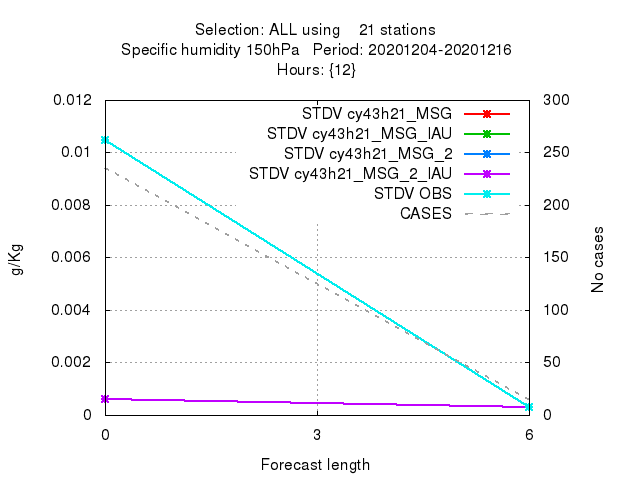 Selection: ALL using 21 stations
Specific humidity 150hPa Period: 20201204-20201216
Hours: {12}
0.012 300
STDV cy43h21_MSG
STDV cy43h21_MSG_IAU
0.01 250
STDV cy43h21_MSG_2
STDV cy43h21_MSG_2_IAU
STDV OBS
0.008 200
CASES
g/Kg
No cases
0.006 150
0.004 100
0.002 50
0 0
0 3 6
Forecast length